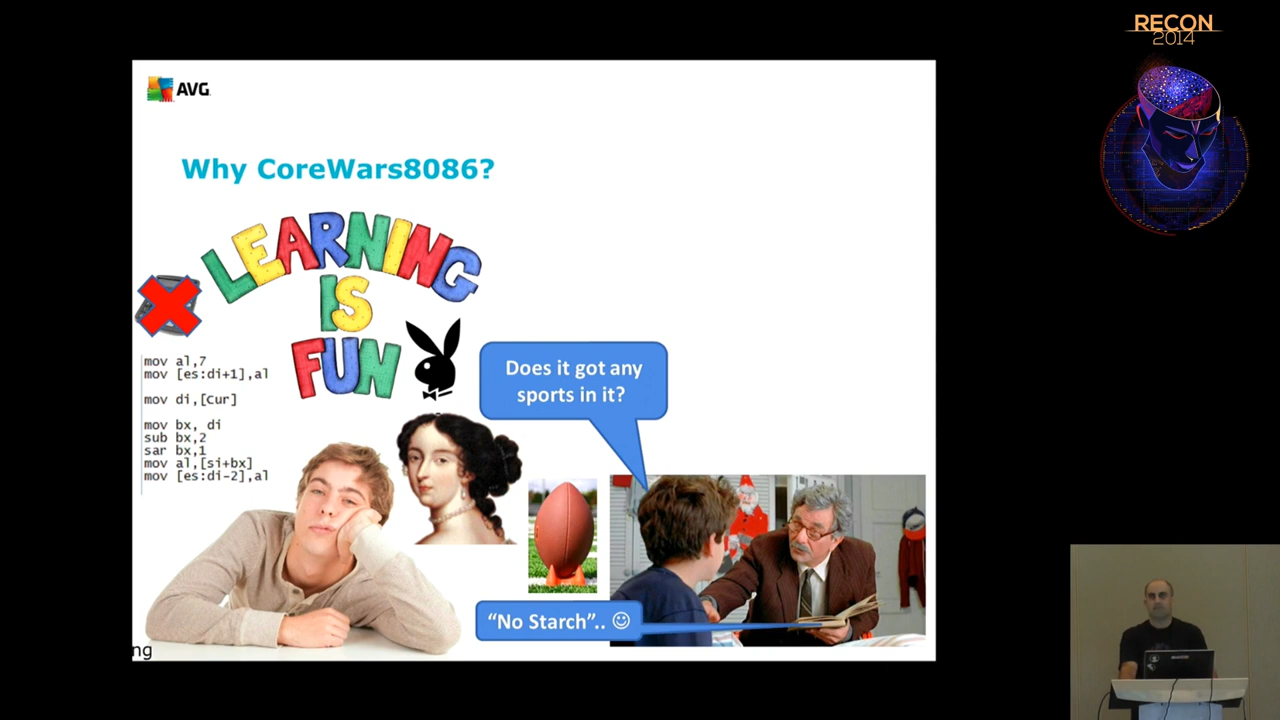 RECON
2014
AVG
Why CoreWars8086?
LEARNING
IS
FUN
mov al,7
mov [es:di+1],al
mov di,[Cur]
mov bx, di
sub bx,2
sar bx,1
mov al,[si+bx]
mov [es:di-2],al
Does it got any
sports in it?
“No Starch”.. ☺
ng